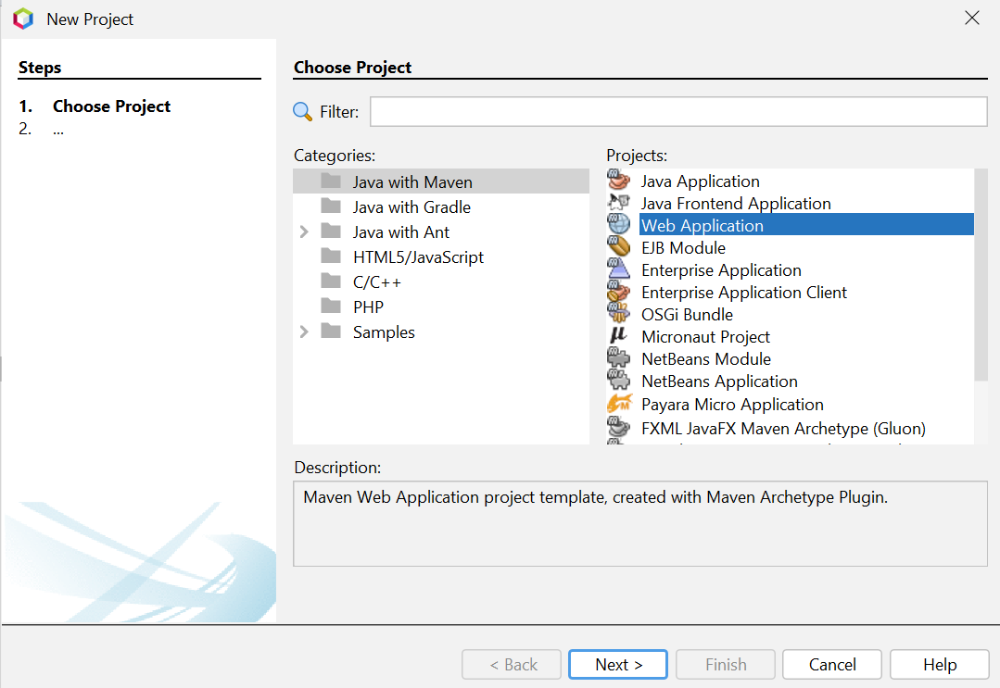 New Project
Steps
1. Choose Project
2. ...
Choose Project
Filter:
Categories:
Java with Maven
Java with Gradle
Java with Ant
HTML5/JavaScript
C/C++
PHP
Samples
Projects:
Java Application
Java Frontend Application
Web Application
EJB Module
Enterprise Application
Enterprise Application Client
OSGi Bundle
Micronaut Project
NetBeans Module
NetBeans Application
Payara Micro Application
FXML JavaFX Maven Archetype (Gluon)
Description:
Maven Web Application project template, created with Maven Archetype Plugin.
< Back
Next >
Finish
Cancel
Help